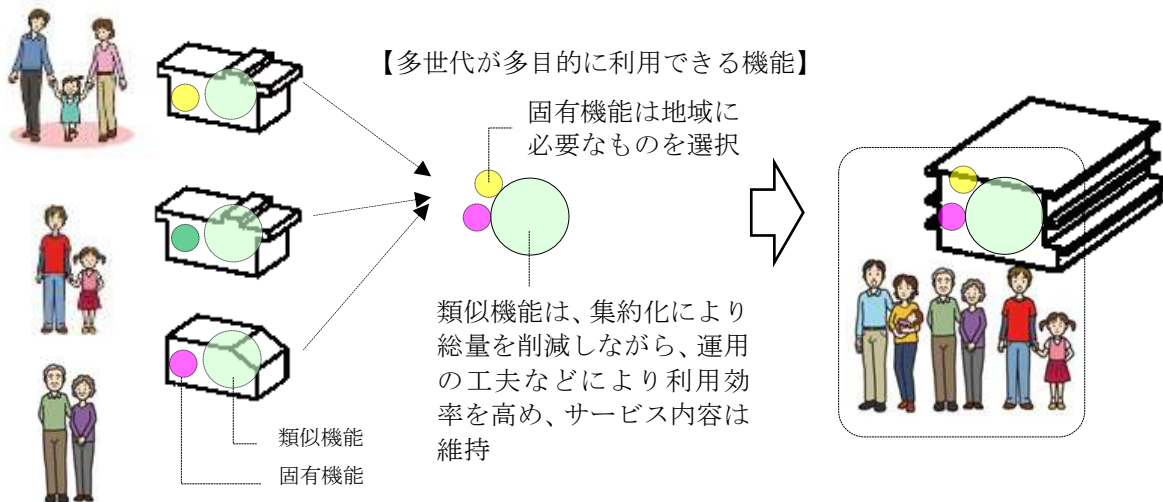 【多世代が多目的に利用できる機能】
固有機能は地域に
必要なものを選択
類似機能は、集約化により
総量を削減しながら、運用
の工夫などにより利用効
率を高め、サービス内容は
維持
類似機能
固有機能